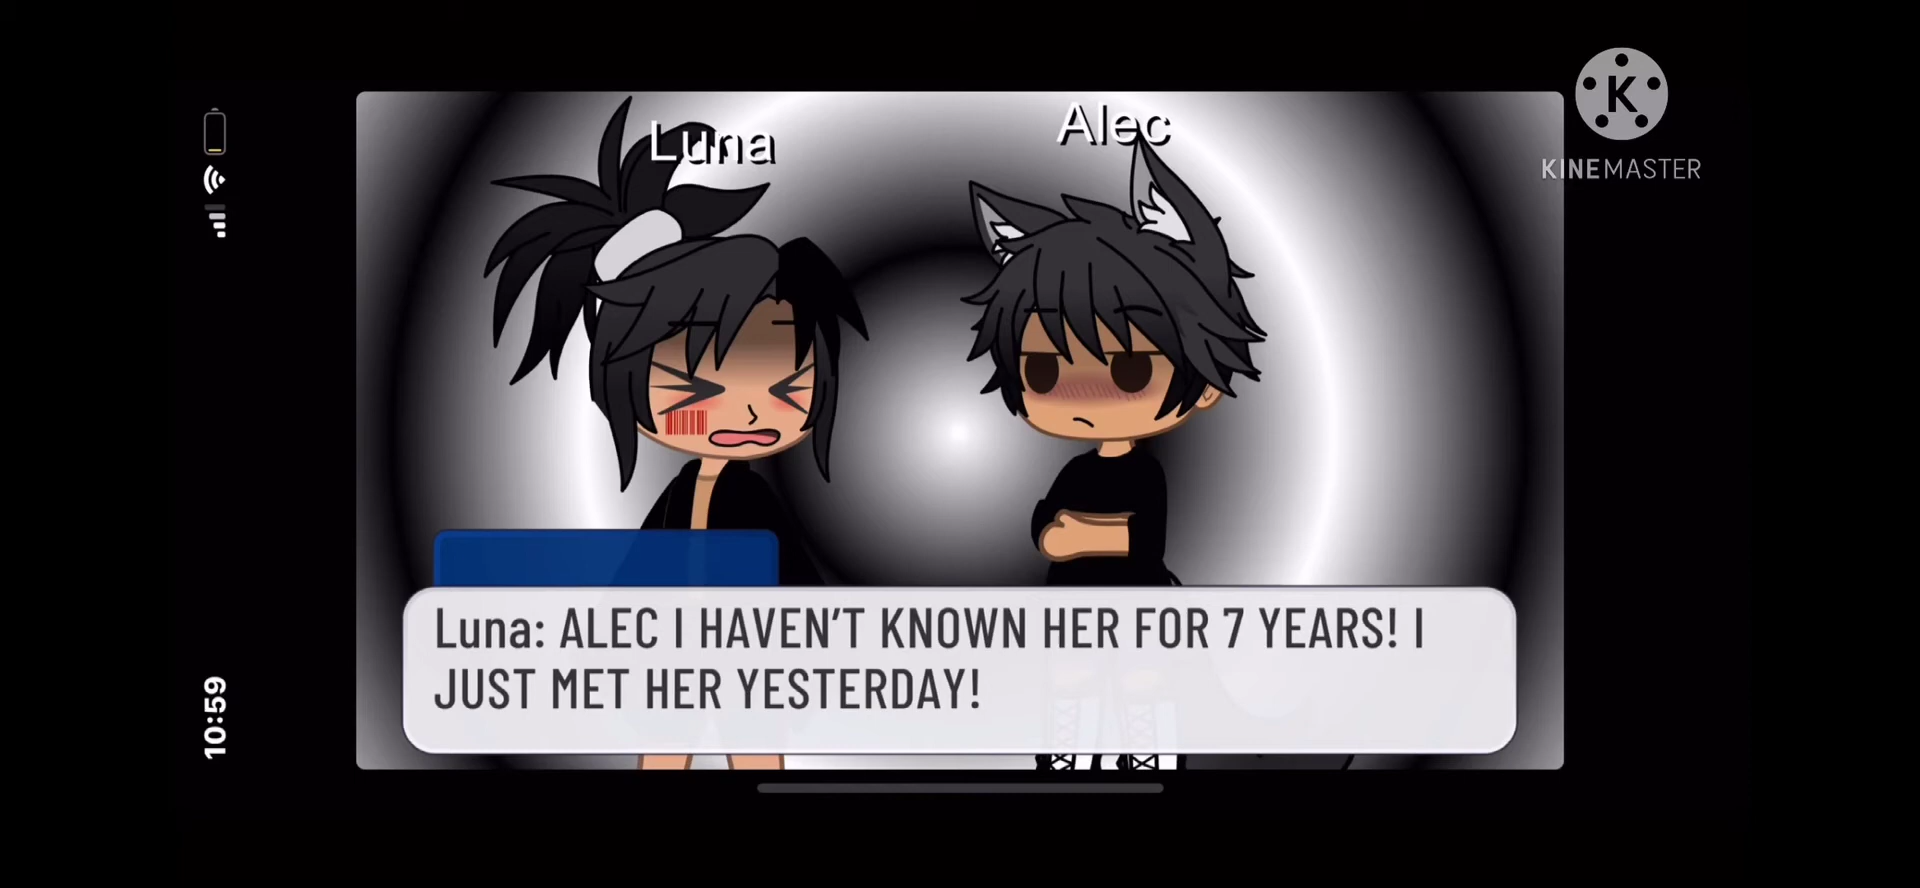 Luna
Alec
K
KINEMASTER
Luna: ALEC I HAVEN'T KNOWN HER FOR 7 YEARS! I
JUST MET HER YESTERDAY!
10:59